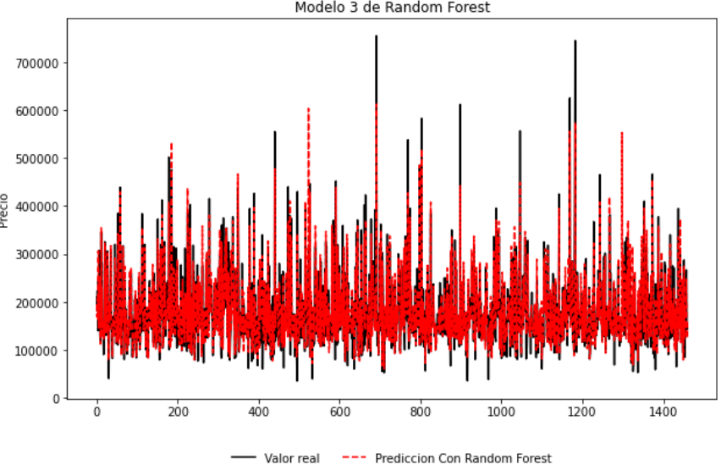 Modelo 3 de Random Forest
700000
600000
500000
400000
300000
200000
100000
0
Precio
0 200 400 600 800 1000 1200 1400
Valor real Prediccion Con Random Forest